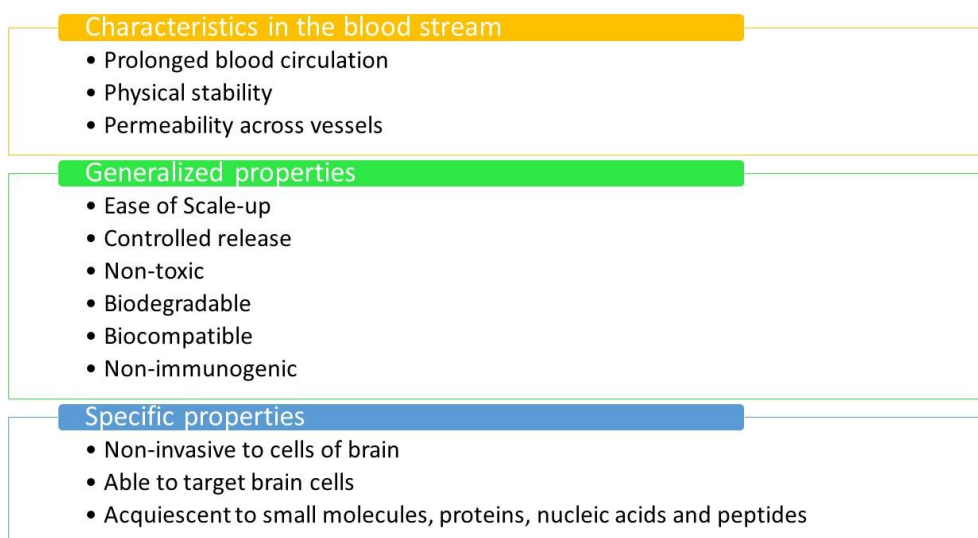 Characteristics in the blood stream
• Prolonged blood circulation
• Physical stability
• Permeability across vessels
Generalized properties
• Ease of Scale-up
• Controlled release
• Non-toxic
• Biodegradable
• Biocompatible
• Non-immunogenic
Specific properties
• Non-invasive to cells of brain
• Able to target brain cells
• Acquiescent to small molecules, proteins, nucleic acids and peptides